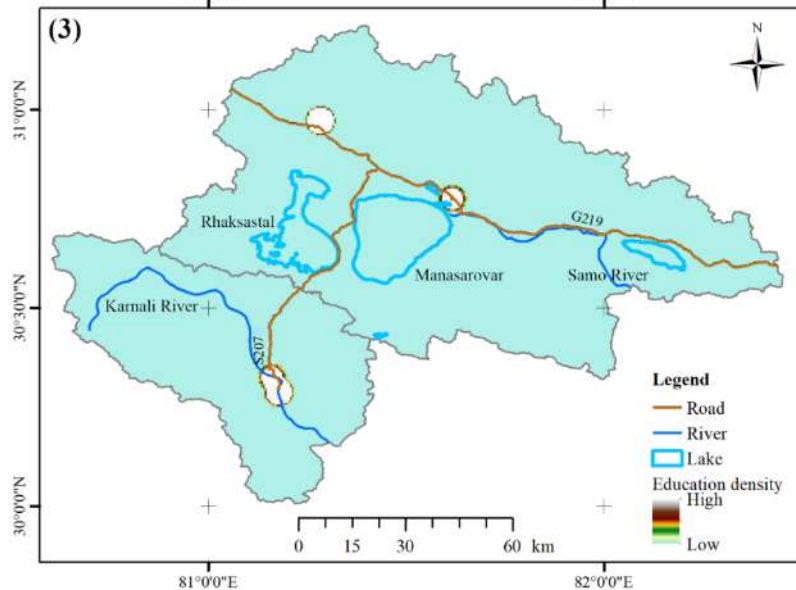 (3)
N
31°0'0"N
30°30'0"N
30°0'0"N
Rhaksastal
G219
Manasarovar
Samo River
Karnali River
S207
Legend
Road
River
Lake
Education density
High
Low
0 15 30 60
km
81°0'0"E
82°0'0"E